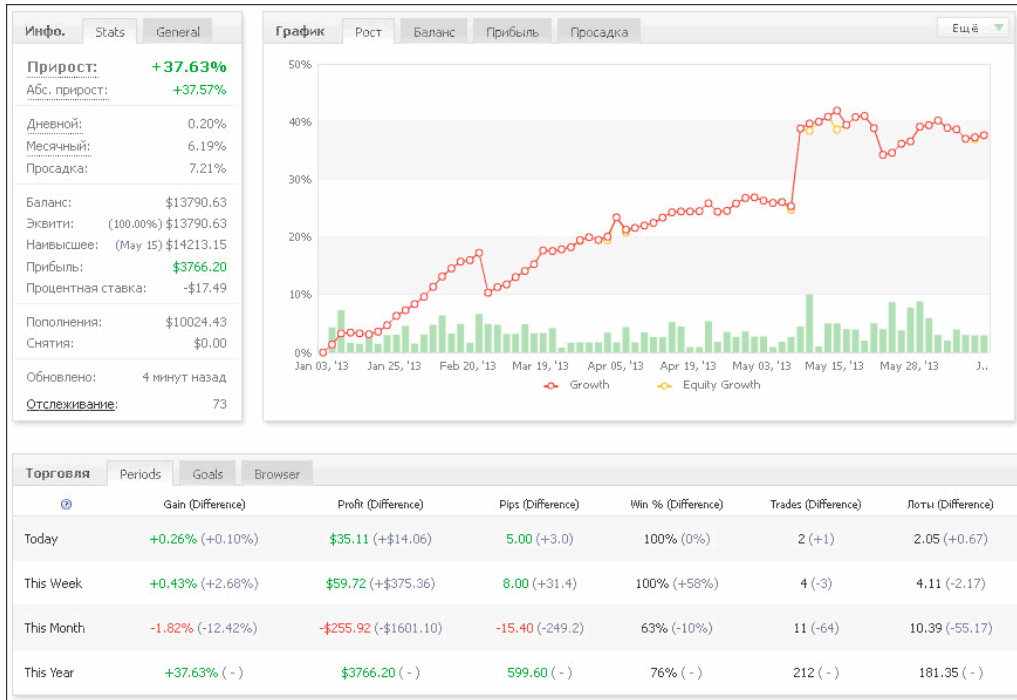 Инфо. Stats General
Прирост: +37.63%
Абс. прирост: +37.57%
Дневной: 0.20%
Месячный: 6.19%
Просадка: 7.21%
Баланс: $13790.63
Эквити: (100.00%) $13790.63
Наивысшее: (May 15) $14213.15
Прибыль: $3766.20
Процентная ставка: -$17.49
Пополнения: $10024.43
Снятия: $0.00
Обновлено: 4 минут назад
Отслеживание: 73
График Рост Баланс Прибыль Просадка Ещё
50%
40%
30%
20%
10%
0%
Jan 03, '13 Jan 25, '13 Feb 20, '13 Mar 19, '13 Apr 05, '13 Apr 19, '13 May 03, '13 May 15, '13 May 28, '13 J..
Growth Equity Growth
Торговля Periods Goals Browser
Gain (Difference) Profit (Difference) Pips (Difference) Win % (Difference) Trades (Difference) Лоты (Difference)
Today +0.26% (+0.10%) $35.11 (+$14.06) 5.00 (+3.0) 100% (0%) 2 (+1) 2.05 (+0.67)
This Week +0.43% (+2.68%) $59.72 (+$375.36) 8.00 (+31.4) 100% (+58%) 4 (-3) 4.11 (-2.17)
This Month -1.82% (-12.42%) -$255.92 (-$1601.10) -15.40 (-249.2) 63% (-10%) 11 (-64) 10.39 (-55.17)
This Year +37.63% ( - ) $3766.20 ( - ) 599.60 ( - ) 76% ( - ) 212 ( - ) 181.35 ( - )